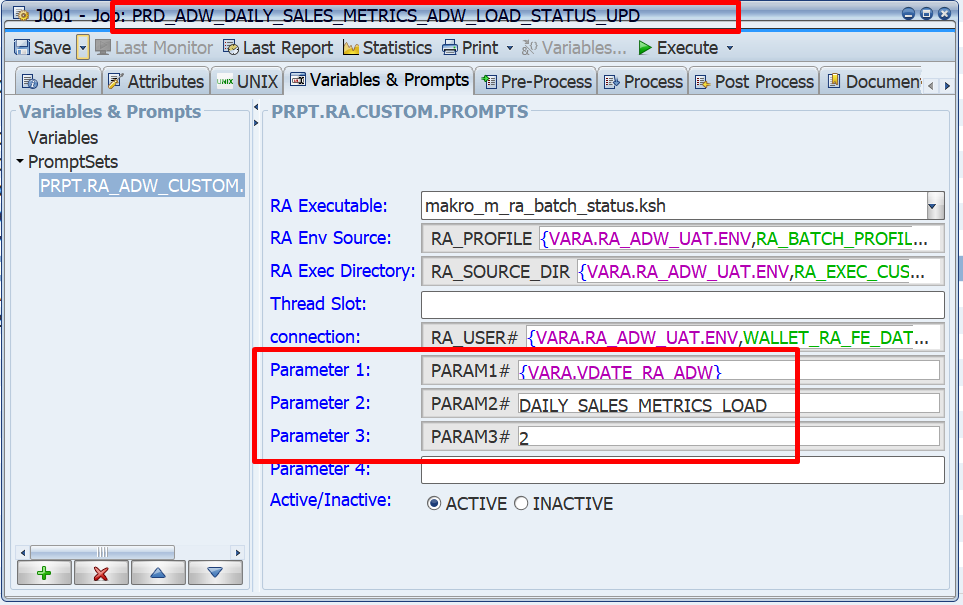 J001 - Job: PRD_ADW_DAILY_SALES_METRICS_ADW_LOAD_STATUS_UPD
Save Last Monitor Last Report Statistics Print Variables... Execute
Header Attributes UNIX UNIX Variables & Prompts Pre-Process Process Post Process Documen
Variables & Prompts
Variables
PromptSets
PRPT.RA_ADW_CUSTOM.
PRPT.RA.CUSTOM.PROMPTS
RA Executable: makro_m_ra_batch_status.ksh
RA Env Source: RA_PROFILE {VARA.RA_ADW_UAT.ENV,RA_BATCH_PROFIL...
RA Exec Directory: RA_SOURCE_DIR {VARA.RA_ADW_UAT.ENV,RA_EXEC_CUS...
Thread Slot:
connection: RA_USER# {VARA.RA_ADW_UAT.ENV,WALLET_RA_FE_DAT...
Parameter 1: PARAM1# {VARA.VDATE_RA_ADW}
Parameter 2: PARAM2# DAILY_SALES_METRICS_LOAD
Parameter 3: PARAM3# 2
Parameter 4:
Active/Inactive: ACTIVE INACTIVE